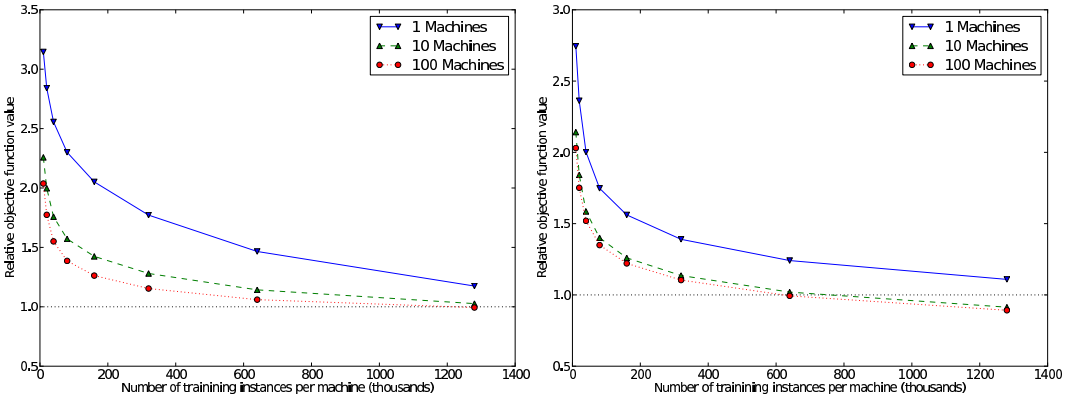 3.5
3.0
2.5
2.0
1.5
1.0
0.5
0 200 400 600 800 1000 1200 1400
Relative objective function value
Number of trainining instances per machine (thousands)
1 Machines
10 Machines
100 Machines
3.0
2.5
2.0
1.5
1.0
0.5
0 200 400 600 800 1000 1200 1400
Relative objective function value
Number of trainining instances per machine (thousands)
1 Machines
10 Machines
100 Machines